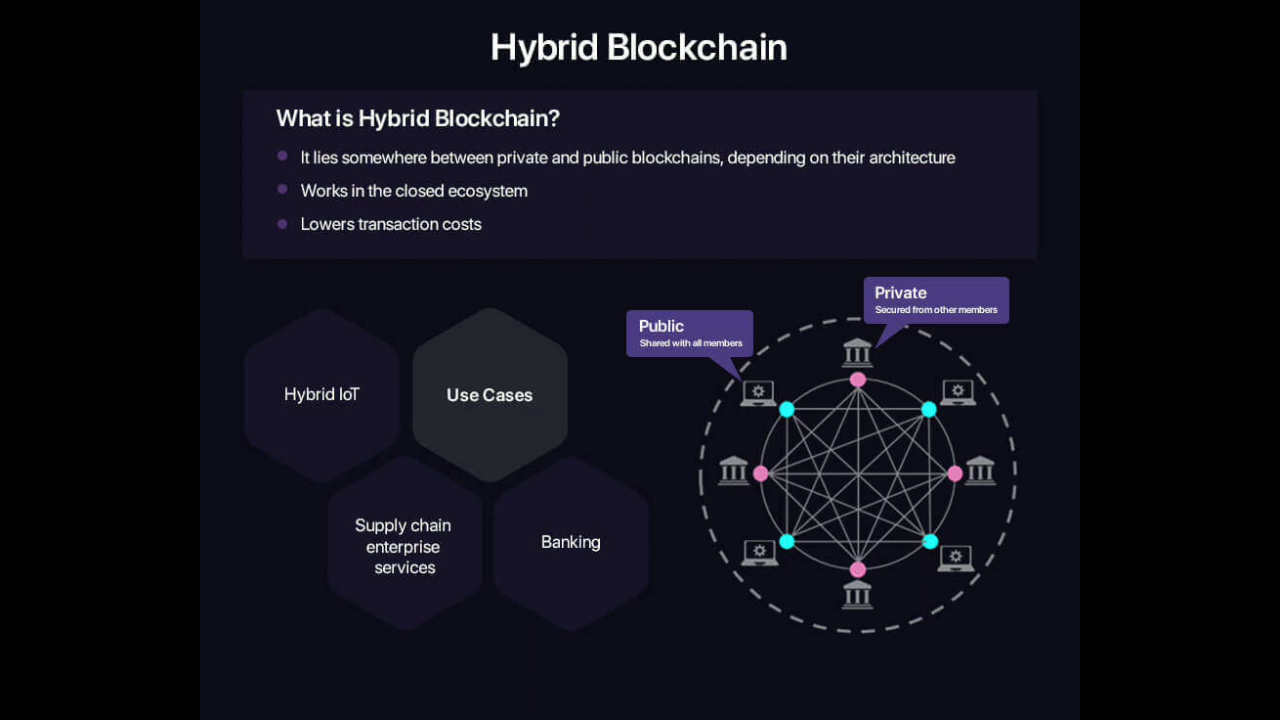 Hybrid Blockchain
What is Hybrid Blockchain?
It lies somewhere between private and public blockchains, depending on their architecture
Works in the closed ecosystem
Lowers transaction costs
Hybrid IoT
Use Cases
Supply chain
enterprise
services
Banking
Public
Shared with all members
Private
Secured from other members